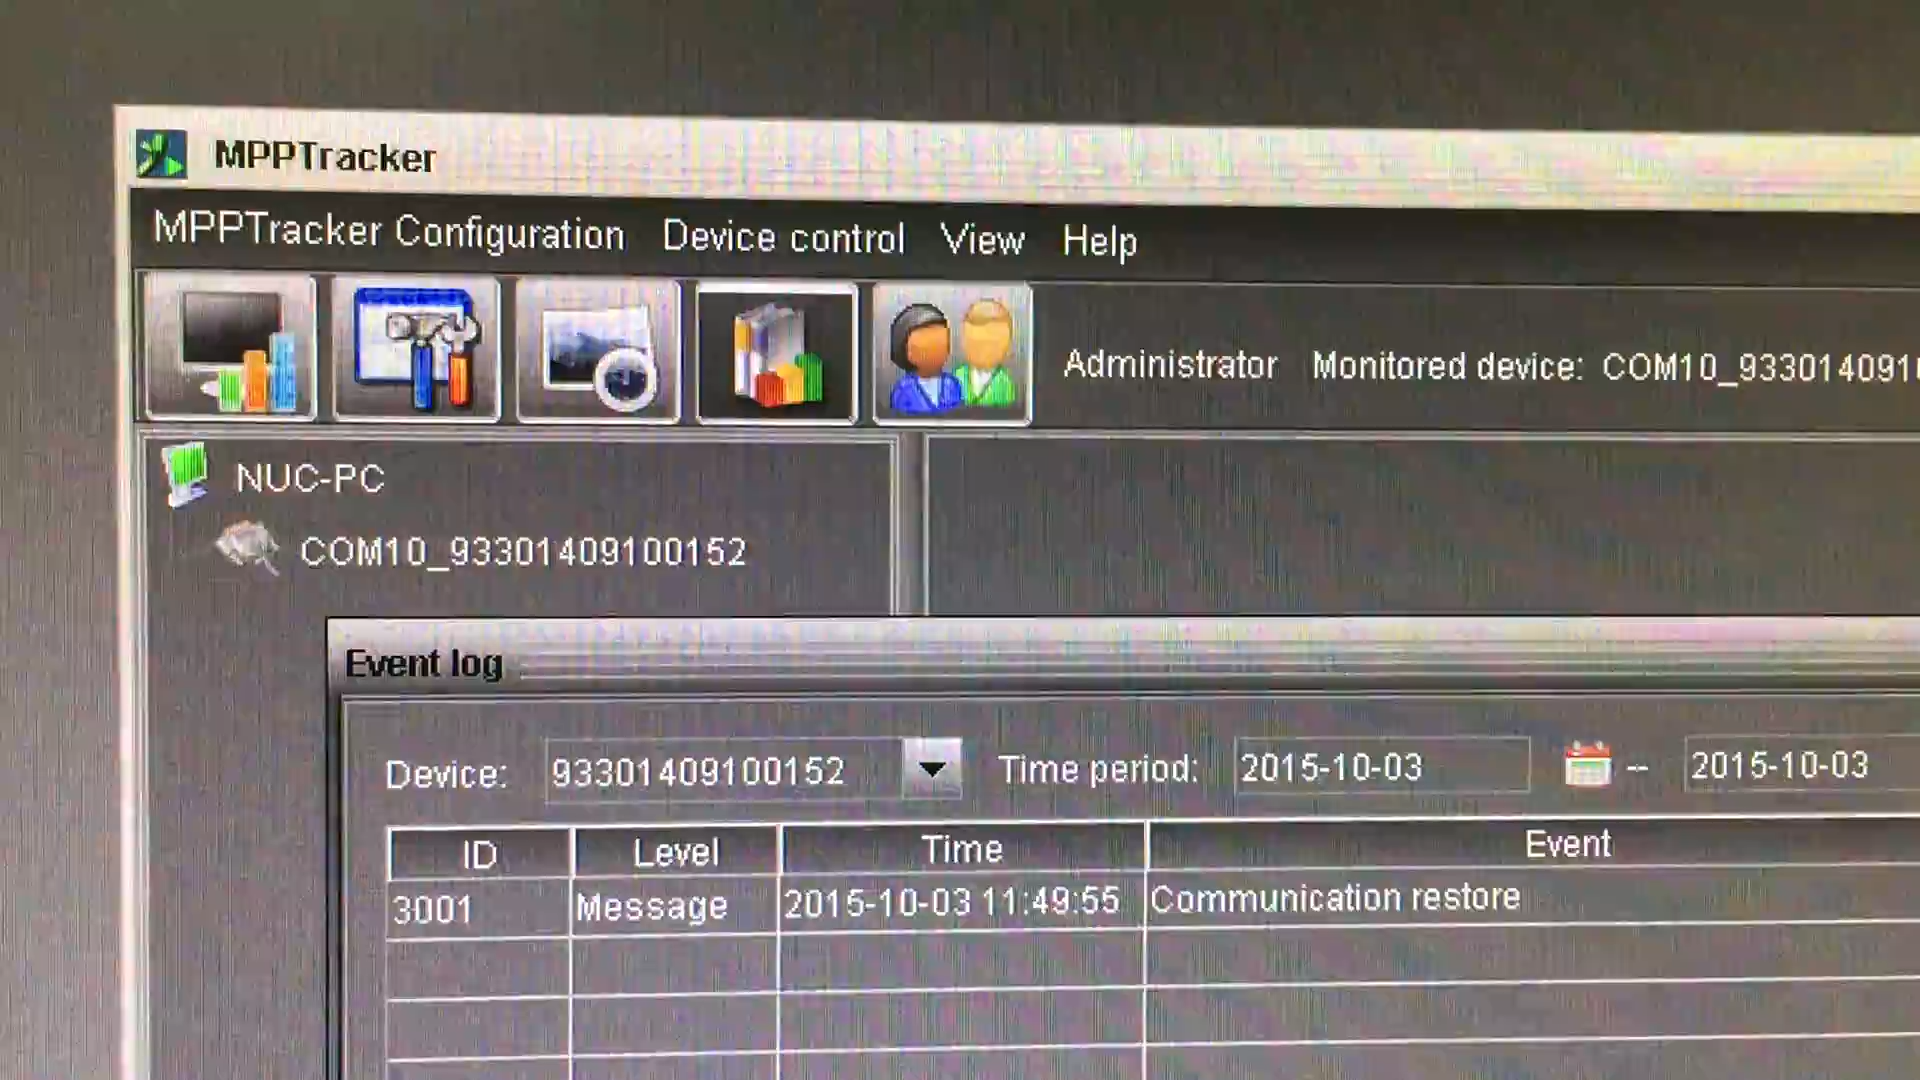 MPPTracker
MPPTracker Configuration Device control View Help
Administrator Monitored device: COM10_933014091
NUC-PC
COM10_93301409100152
Event log
Device: 93301409100152 Time period: 2015-10-03 -- 2015-10-03
ID Level Time Event
3001 Message 2015-10-03 11:49:55 Communication restore